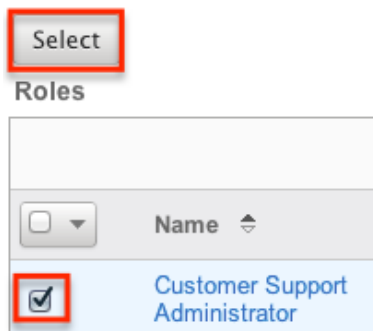 Select
Roles
Name
Customer Support
Administrator